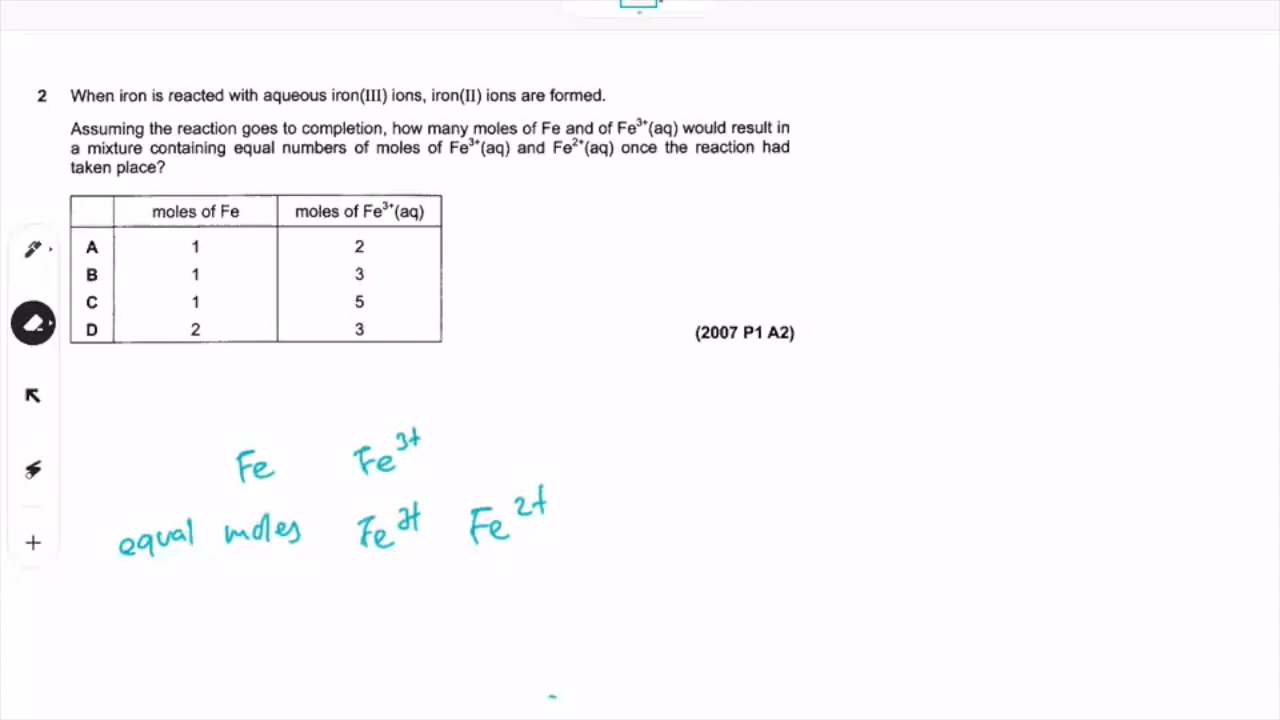 2 When iron is reacted with aqueous iron(III) ions, iron(II) ions are formed.
Assuming the reaction goes to completion, how many moles of Fe and of Fe³⁺(aq) would result in
a mixture containing equal numbers of moles of Fe³⁺(aq) and Fe²⁺(aq) once the reaction had
taken place?
moles of Fe moles of Fe³⁺(aq)
A 1 2
B 1 3
C 1 5
D 2 3
(2007 P1 A2)
Fe Fe³⁺
equal moles Fe³⁺ Fe²⁺